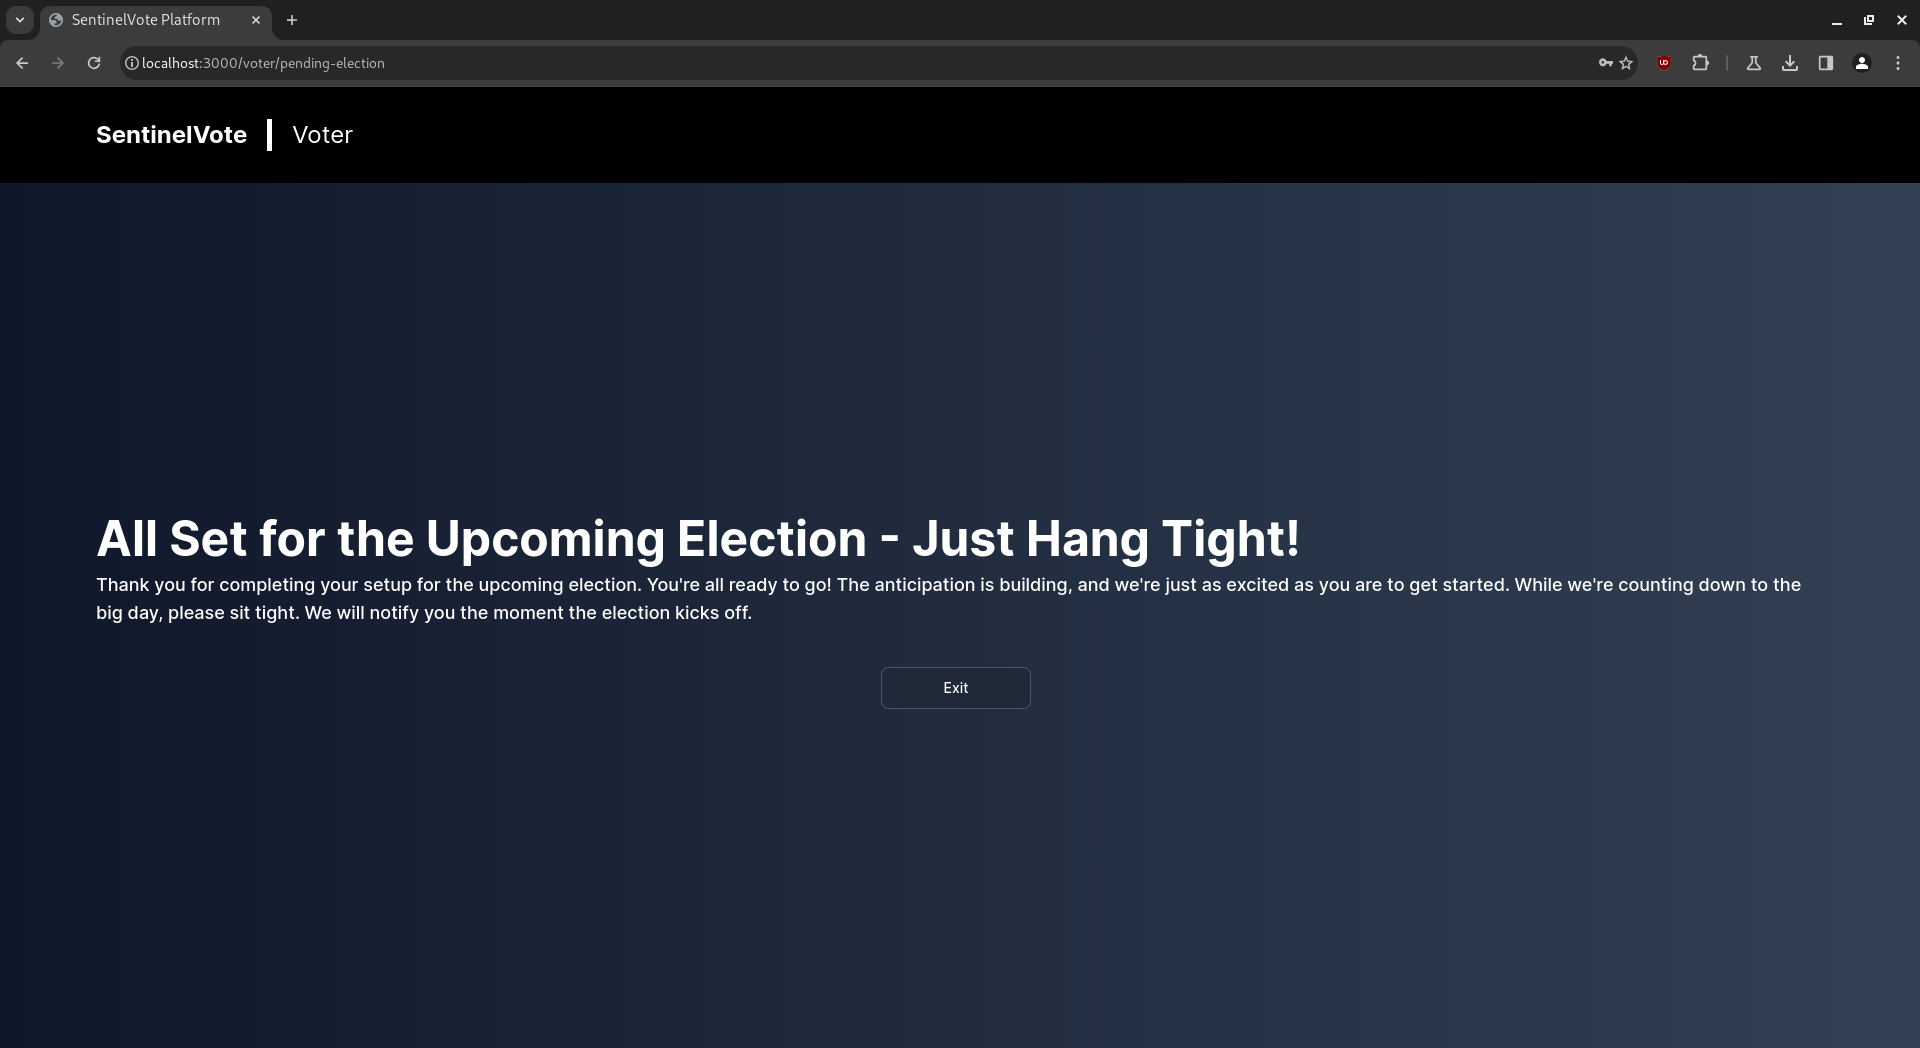 SentinelVote Platform
localhost:3000/voter/pending-election
SentinelVote | Voter
All Set for the Upcoming Election - Just Hang Tight!
Thank you for completing your setup for the upcoming election. You're all ready to go! The anticipation is building, and we're just as excited as you are to get started. While we're counting down to the
big day, please sit tight. We will notify you the moment the election kicks off.
Exit